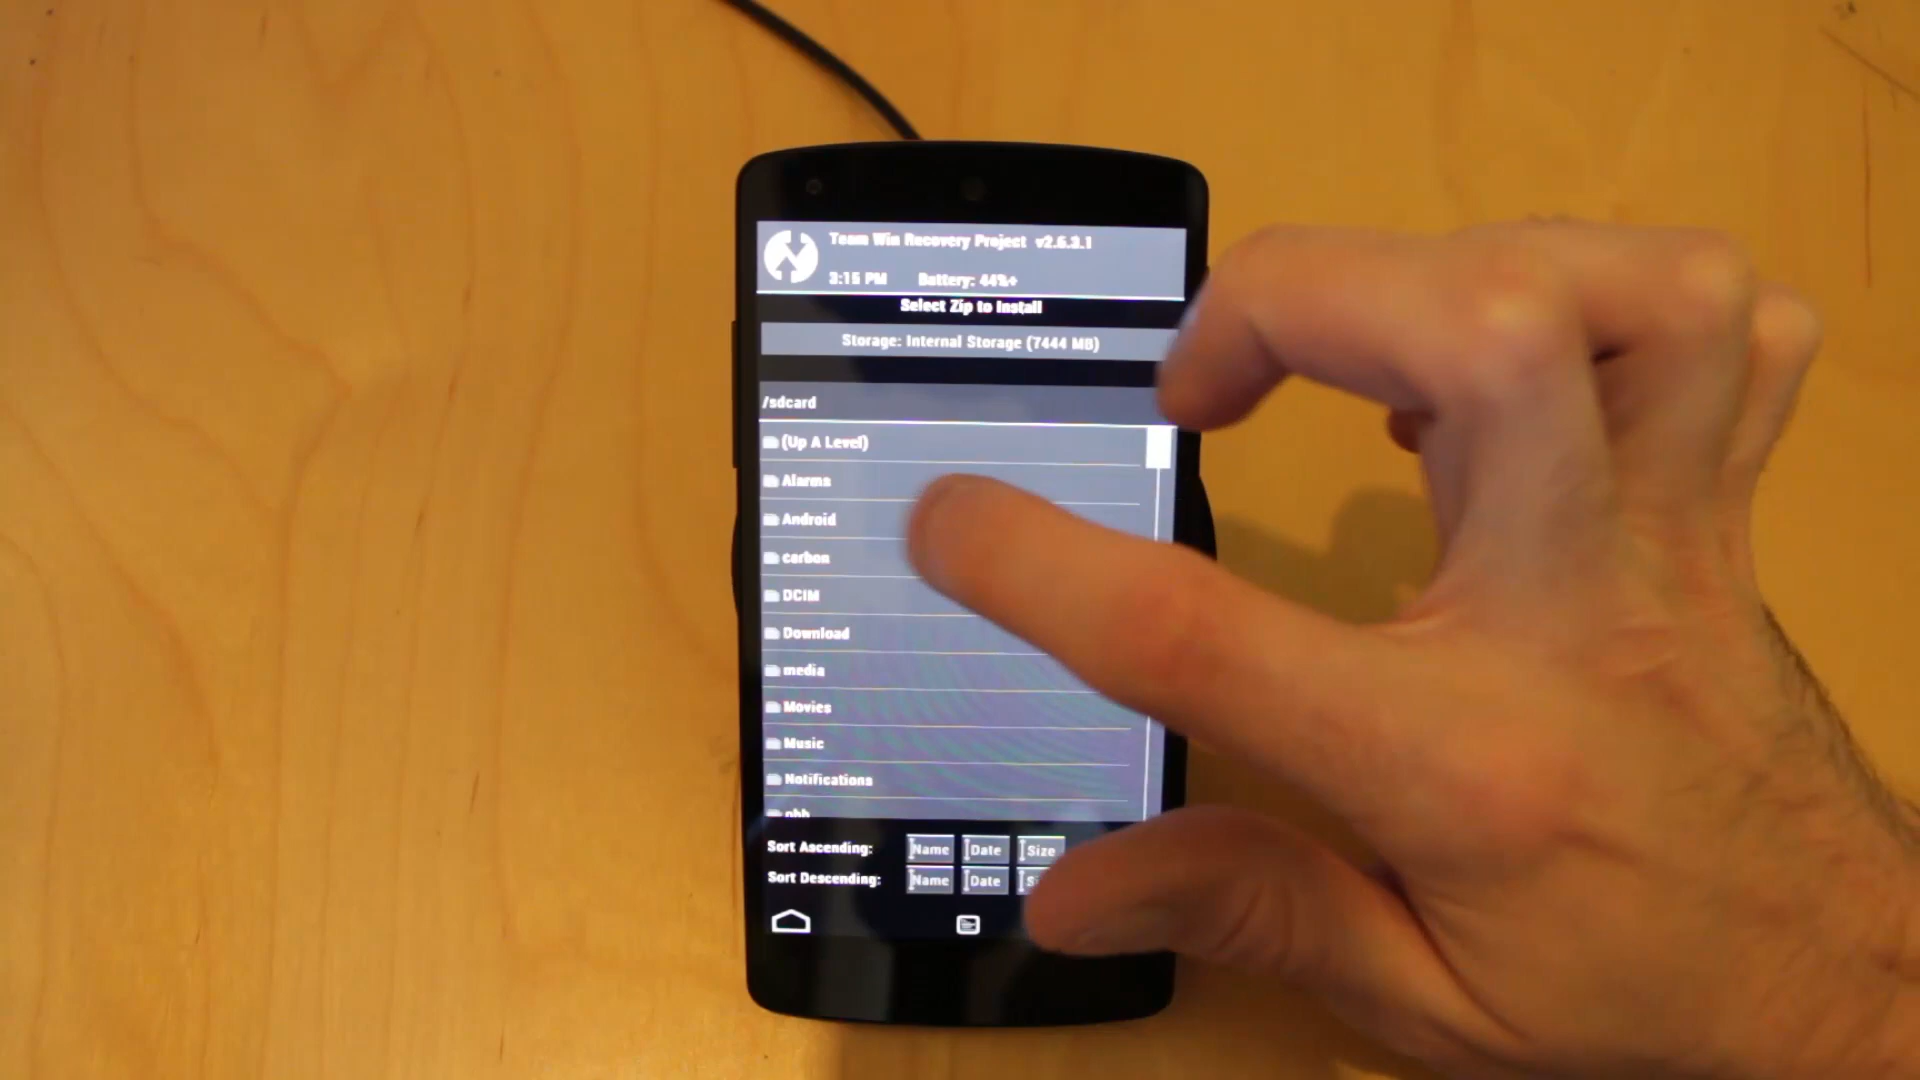 Team Win Recovery Project v2.6.3.1
3:15 PM Battery: 44%+
Select Zip to Install
Storage: Internal Storage (7444 MB)
/sdcard
(Up A Level)
Alarms
Android
carbon
DCIM
Download
media
Movies
Music
Notifications
Sort Ascending: Name Date Size
Sort Descending: Name Date